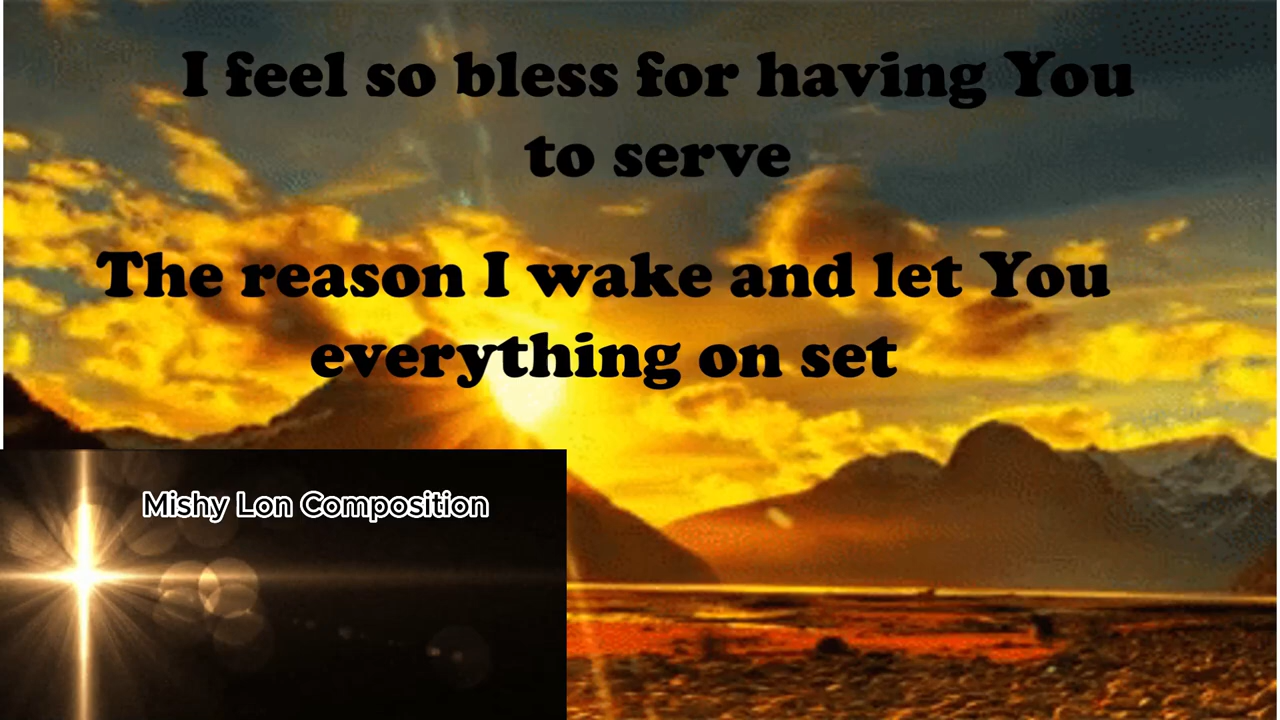 I feel so bless for having You
to serve
The reason I wake and let You
everything on set
Mishy Lon Composition